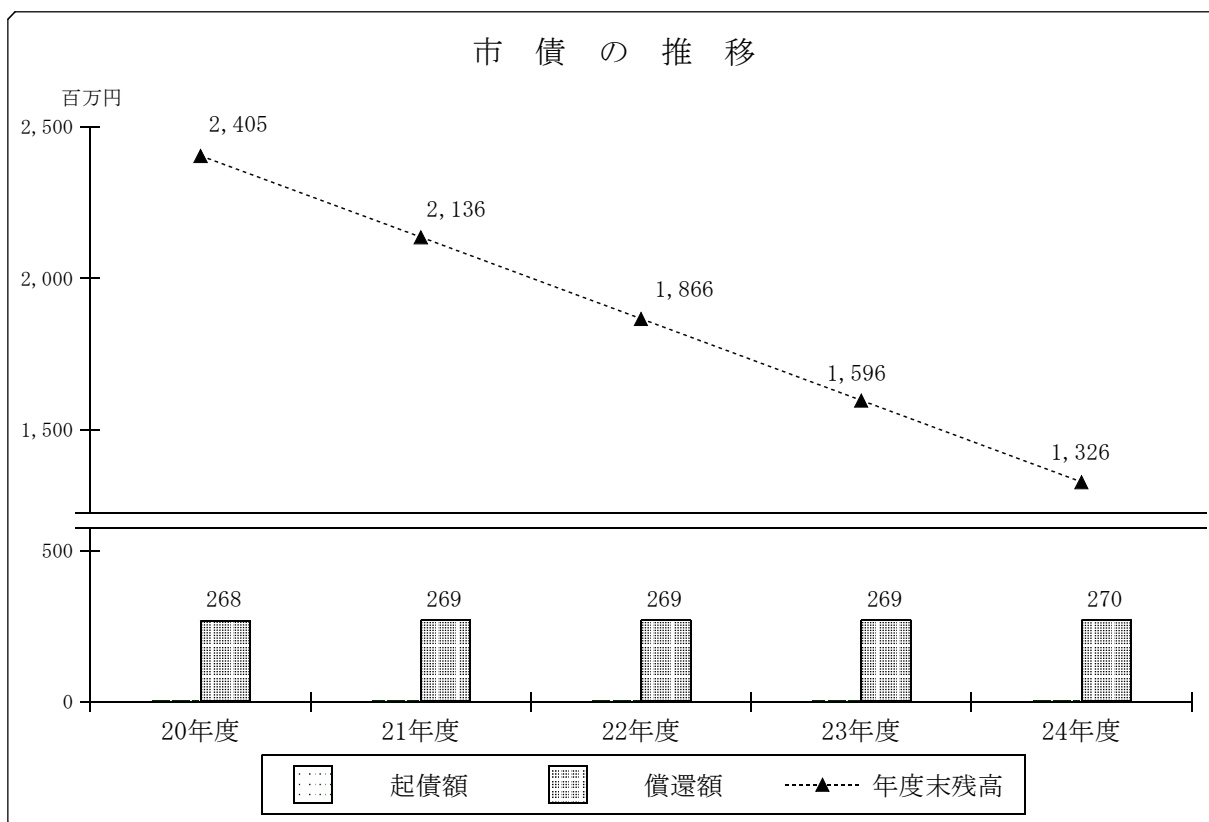 市 債 の 推 移
百万円
2,500
2,405
2,136
2,000
1,866
1,596
1,500
1,326
500
268 269 269 269 270
0
20年度 21年度 22年度 23年度 24年度
起債額 償還額 年度末残高